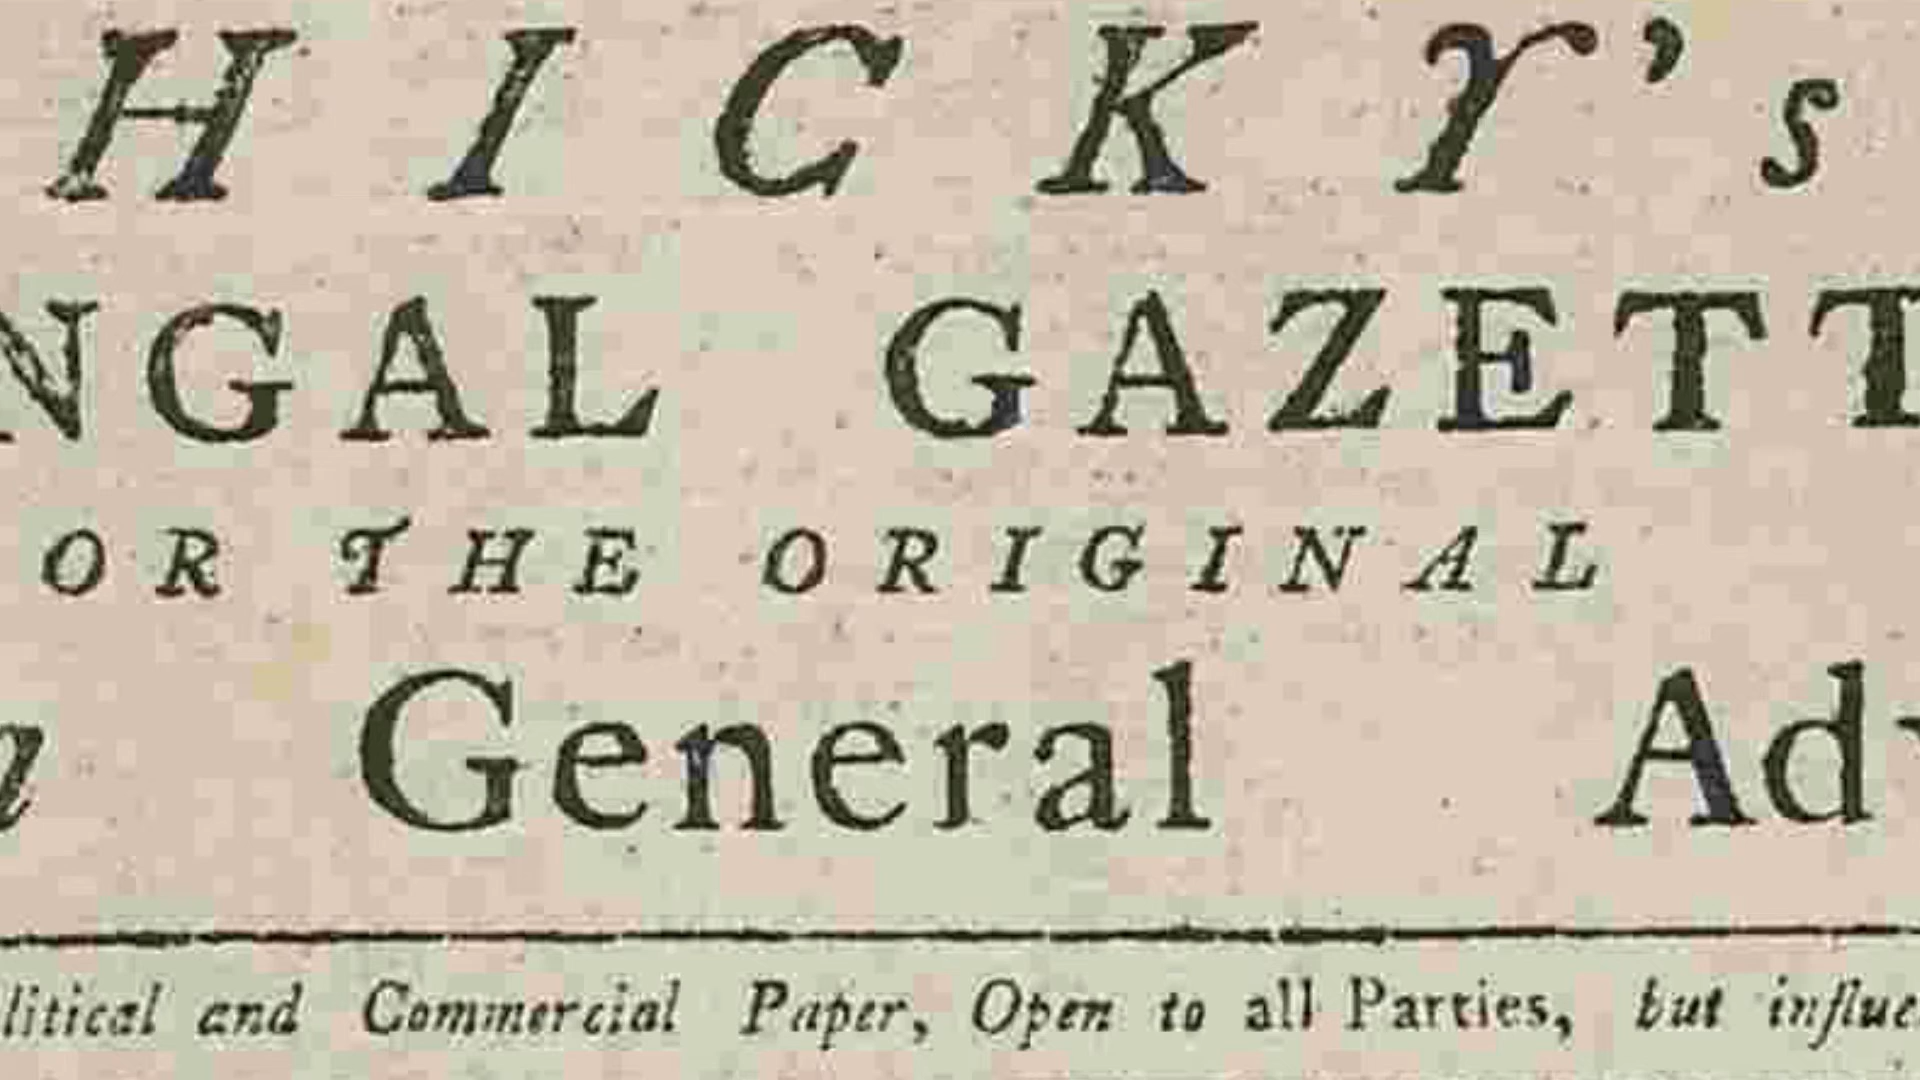 HICKY's
NGAL GAZETT
OR THE ORIGINAL
a General Adv
litical and Commercial Paper, Open to all Parties, but influe